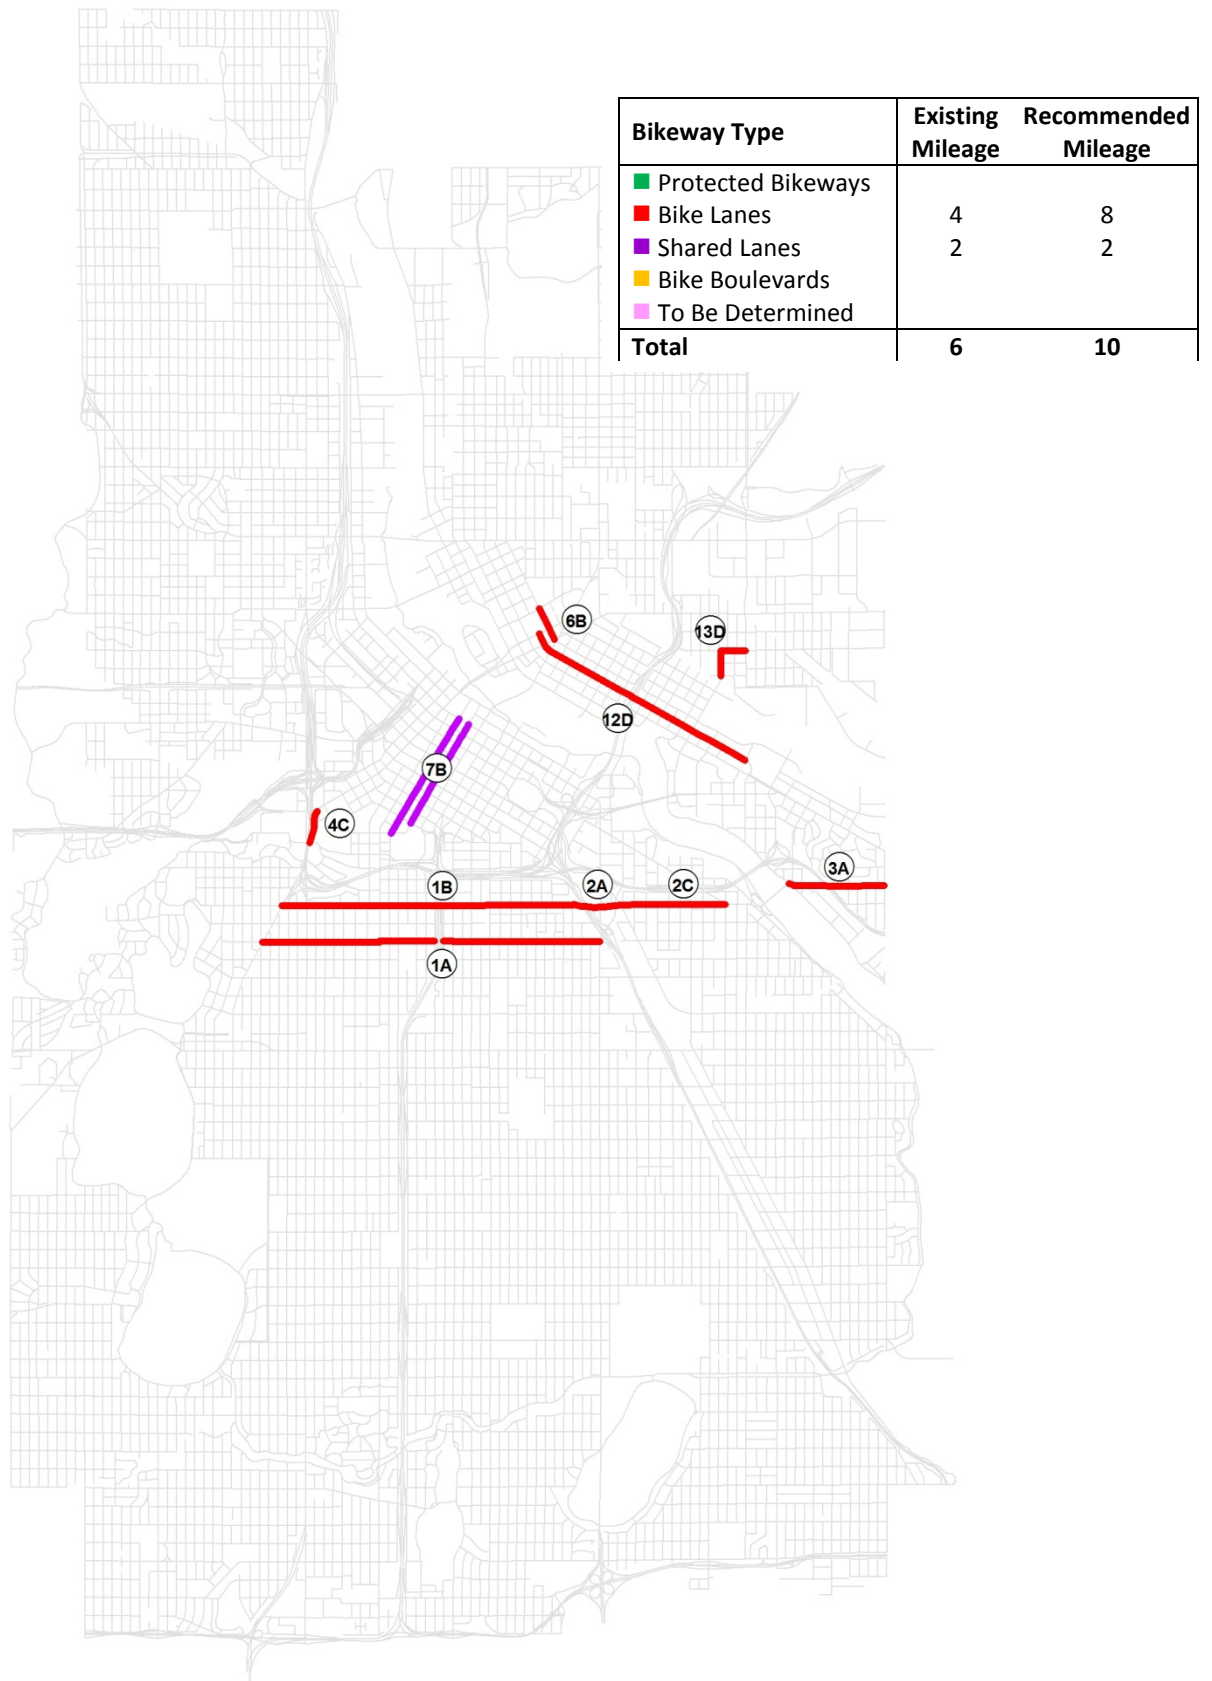 Bikeway Type Existing Mileage Recommended Mileage
Protected Bikeways
Bike Lanes 4 8
Shared Lanes 2 2
Bike Boulevards
To Be Determined
Total 6 10
6B
13D
12D
7B
4C
3A
1B
2A
2C
1A